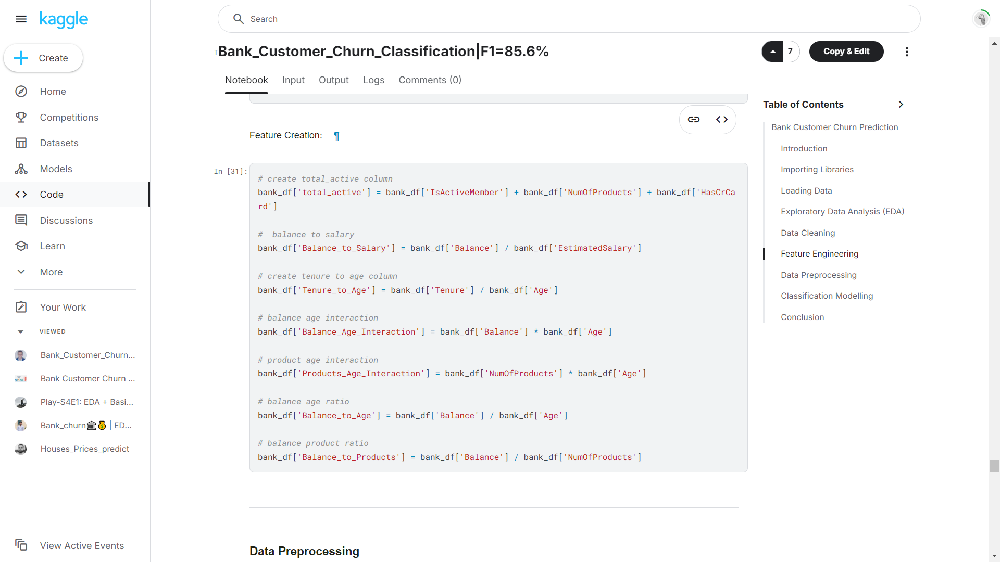 kaggle
Search
Create
Home
Competitions
Datasets
Models
Code
Discussions
Learn
More
Your Work
VIEWED
Bank_Customer_Churn...
Bank Customer Churn ...
Play-S4E1: EDA + Basi...
Bank_churn🏛💰 | ED...
Houses_Prices_predict
View Active Events
Bank_Customer_Churn_Classification|F1=85.6%
7
Copy & Edit
Notebook Input Output Logs Comments (0)
Feature Creation: ¶
In [31]:
# create total_active column
bank_df['total_active'] = bank_df['IsActiveMember'] + bank_df['NumOfProducts'] + bank_df['HasCrCa
rd']
#  balance to salary
bank_df['Balance_to_Salary'] = bank_df['Balance'] / bank_df['EstimatedSalary']
# create tenure to age column
bank_df['Tenure_to_Age'] = bank_df['Tenure'] / bank_df['Age']
# balance age interaction
bank_df['Balance_Age_Interaction'] = bank_df['Balance'] * bank_df['Age']
# product age interaction
bank_df['Products_Age_Interaction'] = bank_df['NumOfProducts'] * bank_df['Age']
# balance age ratio
bank_df['Balance_to_Age'] = bank_df['Balance'] / bank_df['Age']
# balance product ratio
bank_df['Balance_to_Products'] = bank_df['Balance'] / bank_df['NumOfProducts']
Data Preprocessing
Table of Contents
Bank Customer Churn Prediction
Introduction
Importing Libraries
Loading Data
Exploratory Data Analysis (EDA)
Data Cleaning
Feature Engineering
Data Preprocessing
Classification Modelling
Conclusion